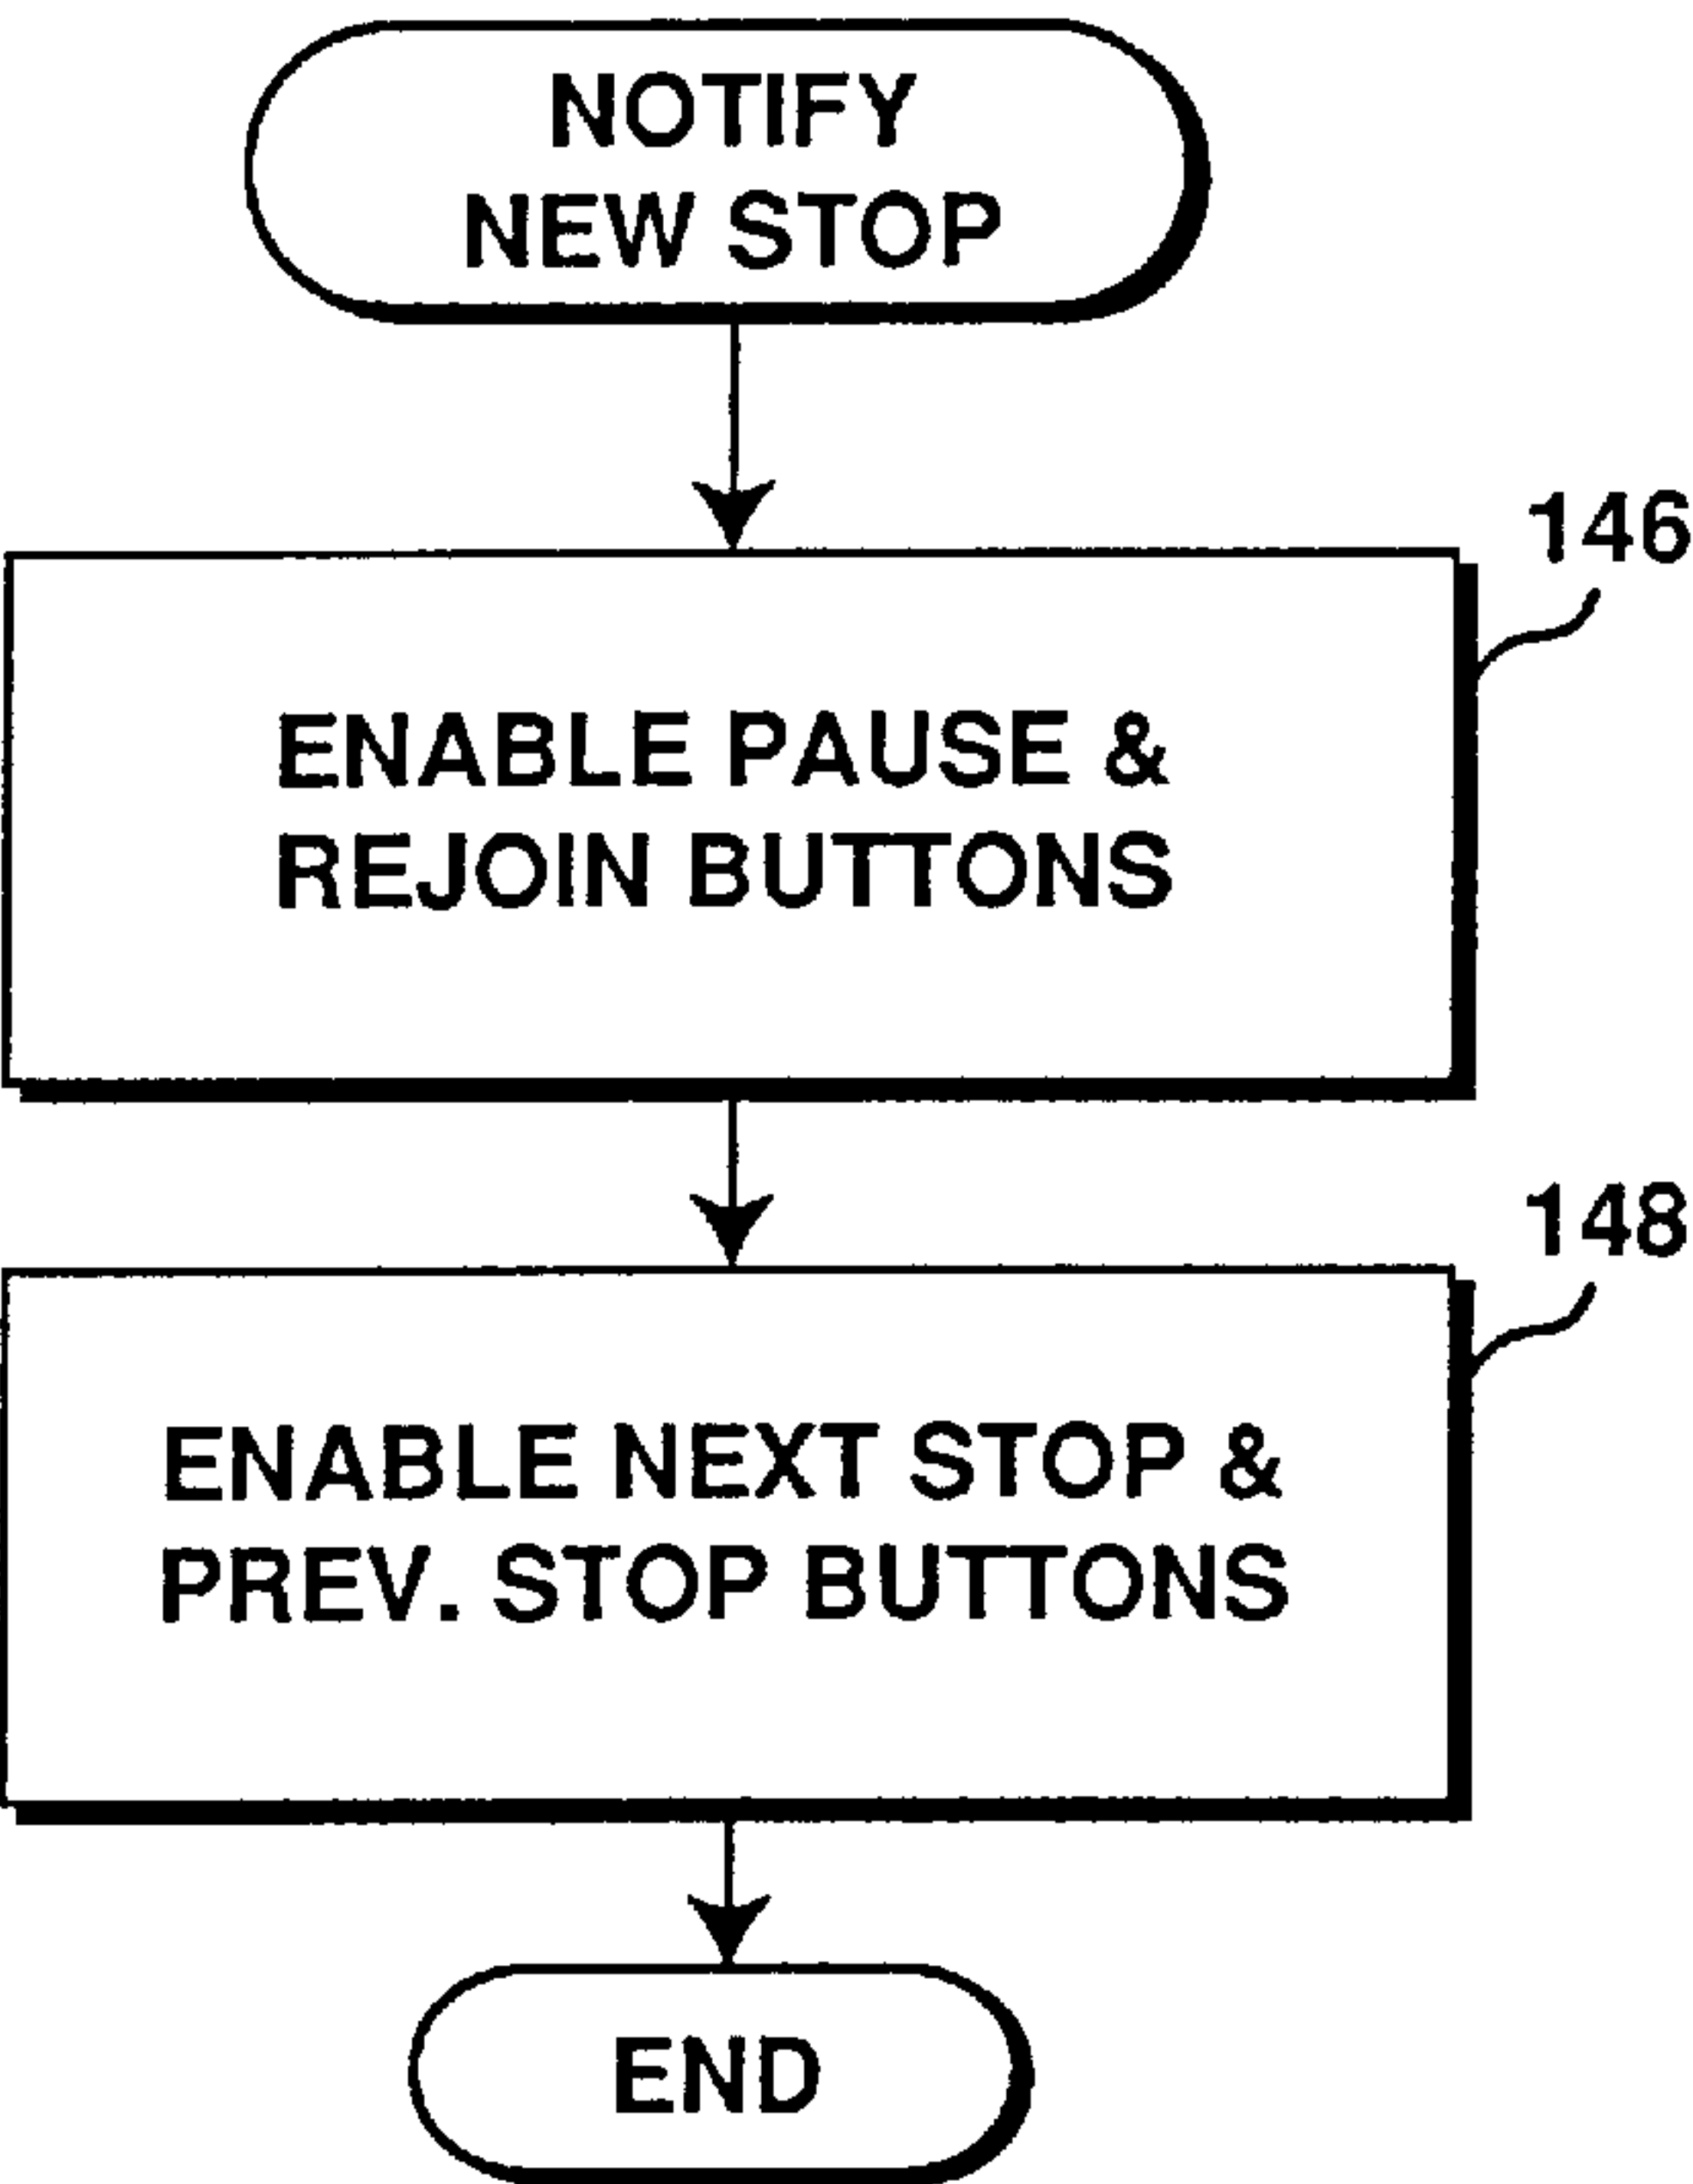 NOTIFY
NEW STOP
146
ENABLE PAUSE &
REJOIN BUTTONS
148
ENABLE NEXT STOP &
PREV. STOP BUTTONS
END